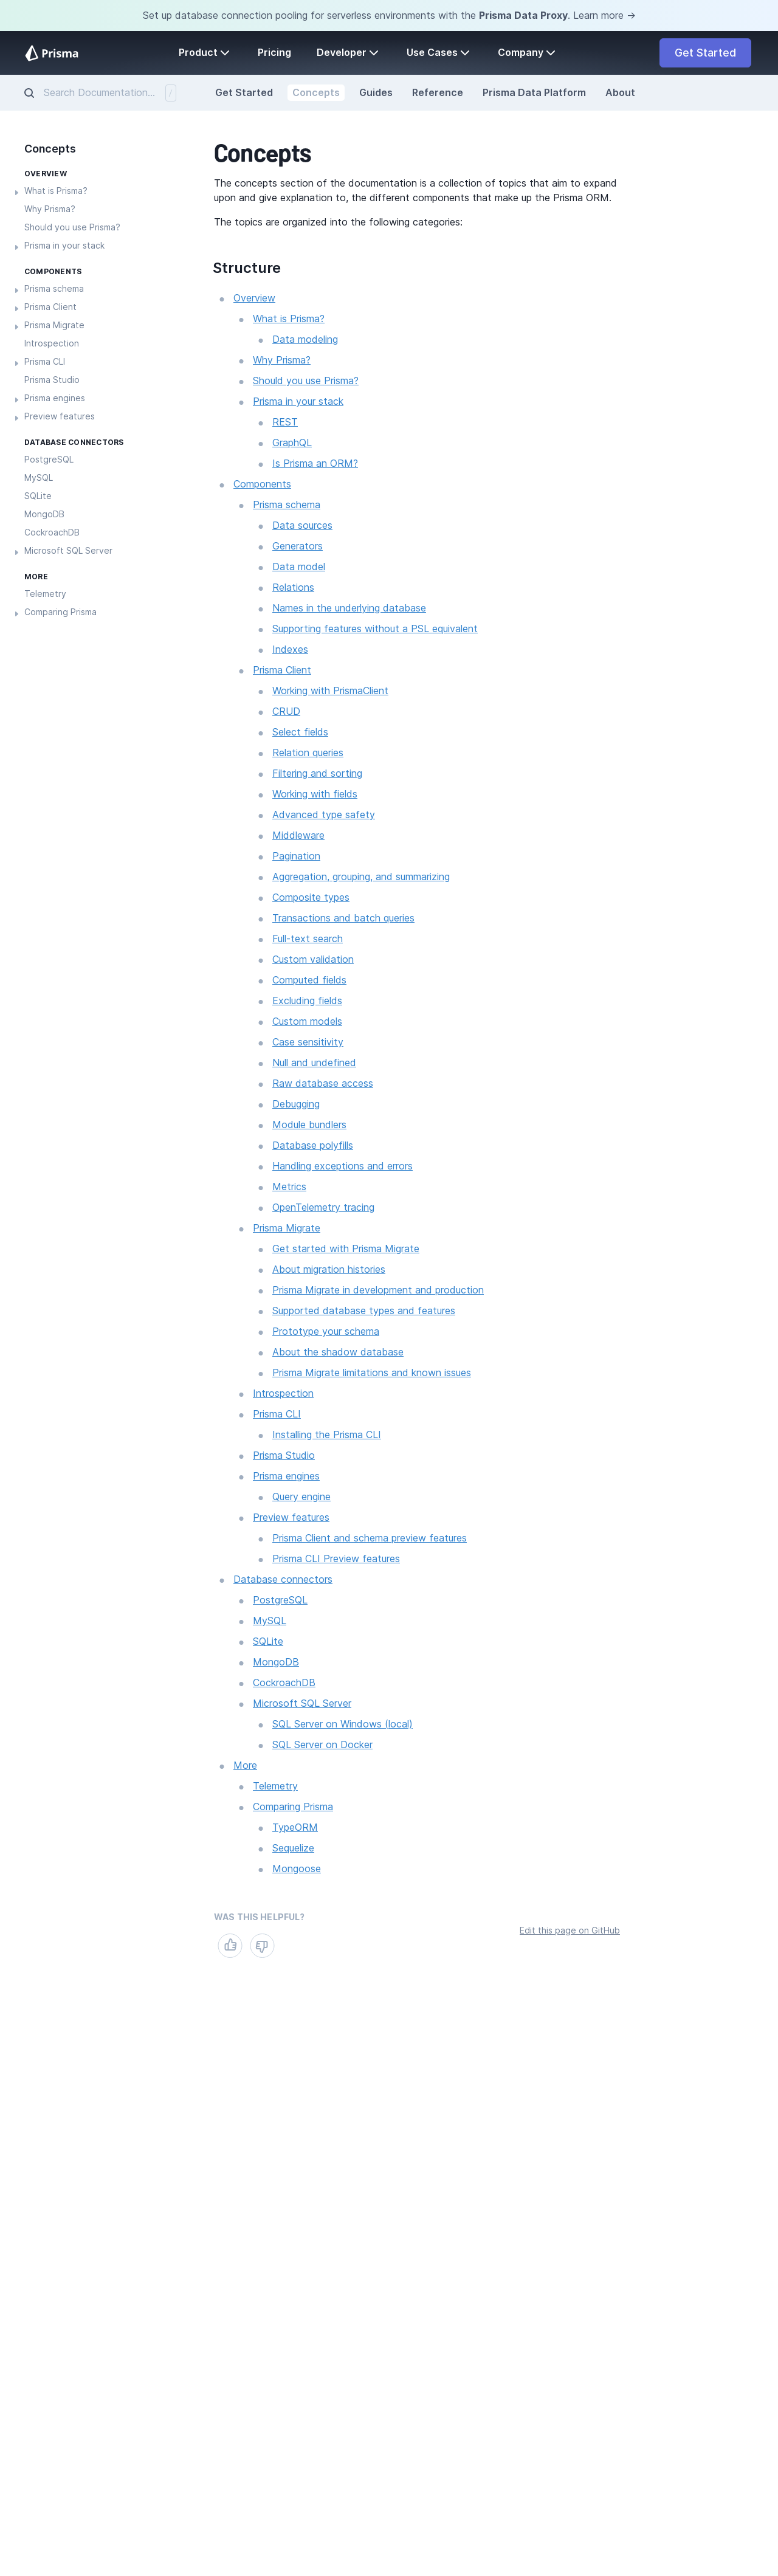 Set up database connection pooling for serverless environments with the Prisma Data Proxy. Learn more →
Prisma
Product
Pricing
Developer
Use Cases
Company
Get Started
Search Documentation...
/
Get Started
Concepts
Guides
Reference
Prisma Data Platform
About
Concepts
OVERVIEW
What is Prisma?
Why Prisma?
Should you use Prisma?
Prisma in your stack
COMPONENTS
Prisma schema
Prisma Client
Prisma Migrate
Introspection
Prisma CLI
Prisma Studio
Prisma engines
Preview features
DATABASE CONNECTORS
PostgreSQL
MySQL
SQLite
MongoDB
CockroachDB
Microsoft SQL Server
MORE
Telemetry
Comparing Prisma
Concepts
The concepts section of the documentation is a collection of topics that aim to expand
upon and give explanation to, the different components that make up the Prisma ORM.
The topics are organized into the following categories:
Structure
Overview
What is Prisma?
Data modeling
Why Prisma?
Should you use Prisma?
Prisma in your stack
REST
GraphQL
Is Prisma an ORM?
Components
Prisma schema
Data sources
Generators
Data model
Relations
Names in the underlying database
Supporting features without a PSL equivalent
Indexes
Prisma Client
Working with PrismaClient
CRUD
Select fields
Relation queries
Filtering and sorting
Working with fields
Advanced type safety
Middleware
Pagination
Aggregation, grouping, and summarizing
Composite types
Transactions and batch queries
Full-text search
Custom validation
Computed fields
Excluding fields
Custom models
Case sensitivity
Null and undefined
Raw database access
Debugging
Module bundlers
Database polyfills
Handling exceptions and errors
Metrics
OpenTelemetry tracing
Prisma Migrate
Get started with Prisma Migrate
About migration histories
Prisma Migrate in development and production
Supported database types and features
Prototype your schema
About the shadow database
Prisma Migrate limitations and known issues
Introspection
Prisma CLI
Installing the Prisma CLI
Prisma Studio
Prisma engines
Query engine
Preview features
Prisma Client and schema preview features
Prisma CLI Preview features
Database connectors
PostgreSQL
MySQL
SQLite
MongoDB
CockroachDB
Microsoft SQL Server
SQL Server on Windows (local)
SQL Server on Docker
More
Telemetry
Comparing Prisma
TypeORM
Sequelize
Mongoose
WAS THIS HELPFUL?
Edit this page on GitHub